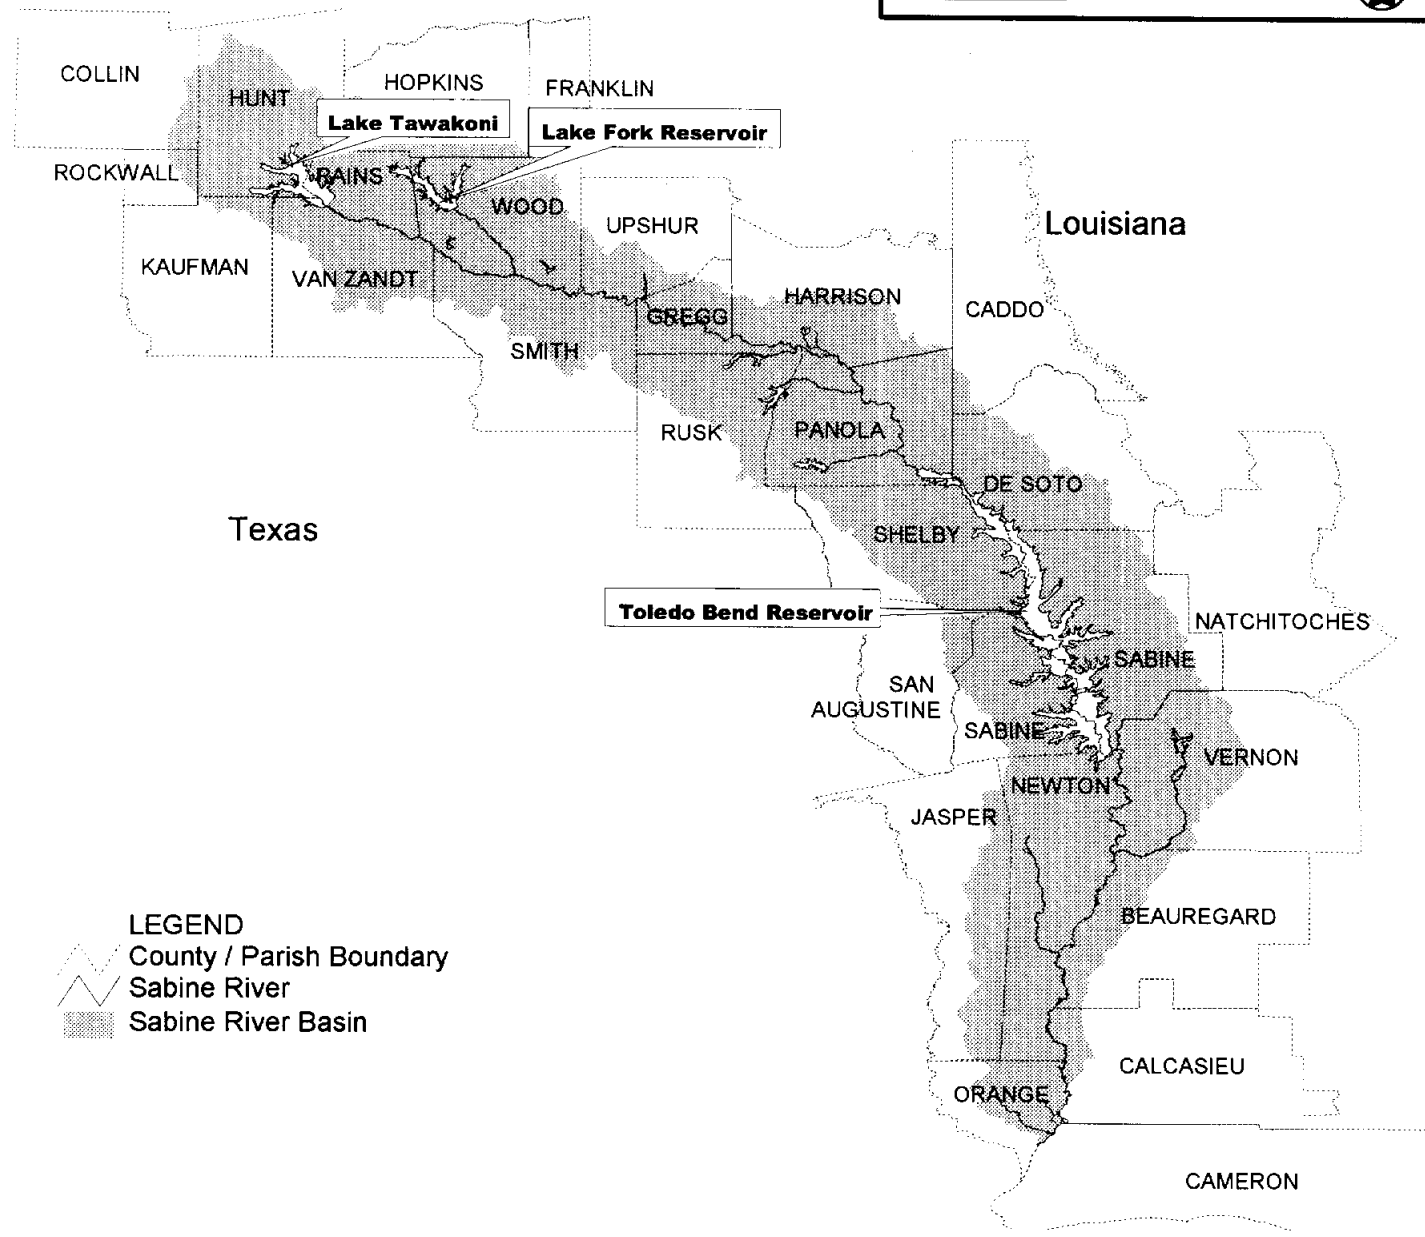 COLLIN
HUNT
HOPKINS
FRANKLIN
Lake Tawakoni
Lake Fork Reservoir
ROCKWALL
RAINS
WOOD
UPSHUR
Louisiana
KAUFMAN
VAN ZANDT
HARRISON
CADDO
GREGG
SMITH
RUSK
PANOLA
DE SOTO
Texas
SHELBY
Toledo Bend Reservoir
NATCHITOCHES
SABINE
SAN
AUGUSTINE
SABINE
VERNON
NEWTON
JASPER
BEAUREGARD
LEGEND
County / Parish Boundary
Sabine River
Sabine River Basin
CALCASIEU
ORANGE
CAMERON